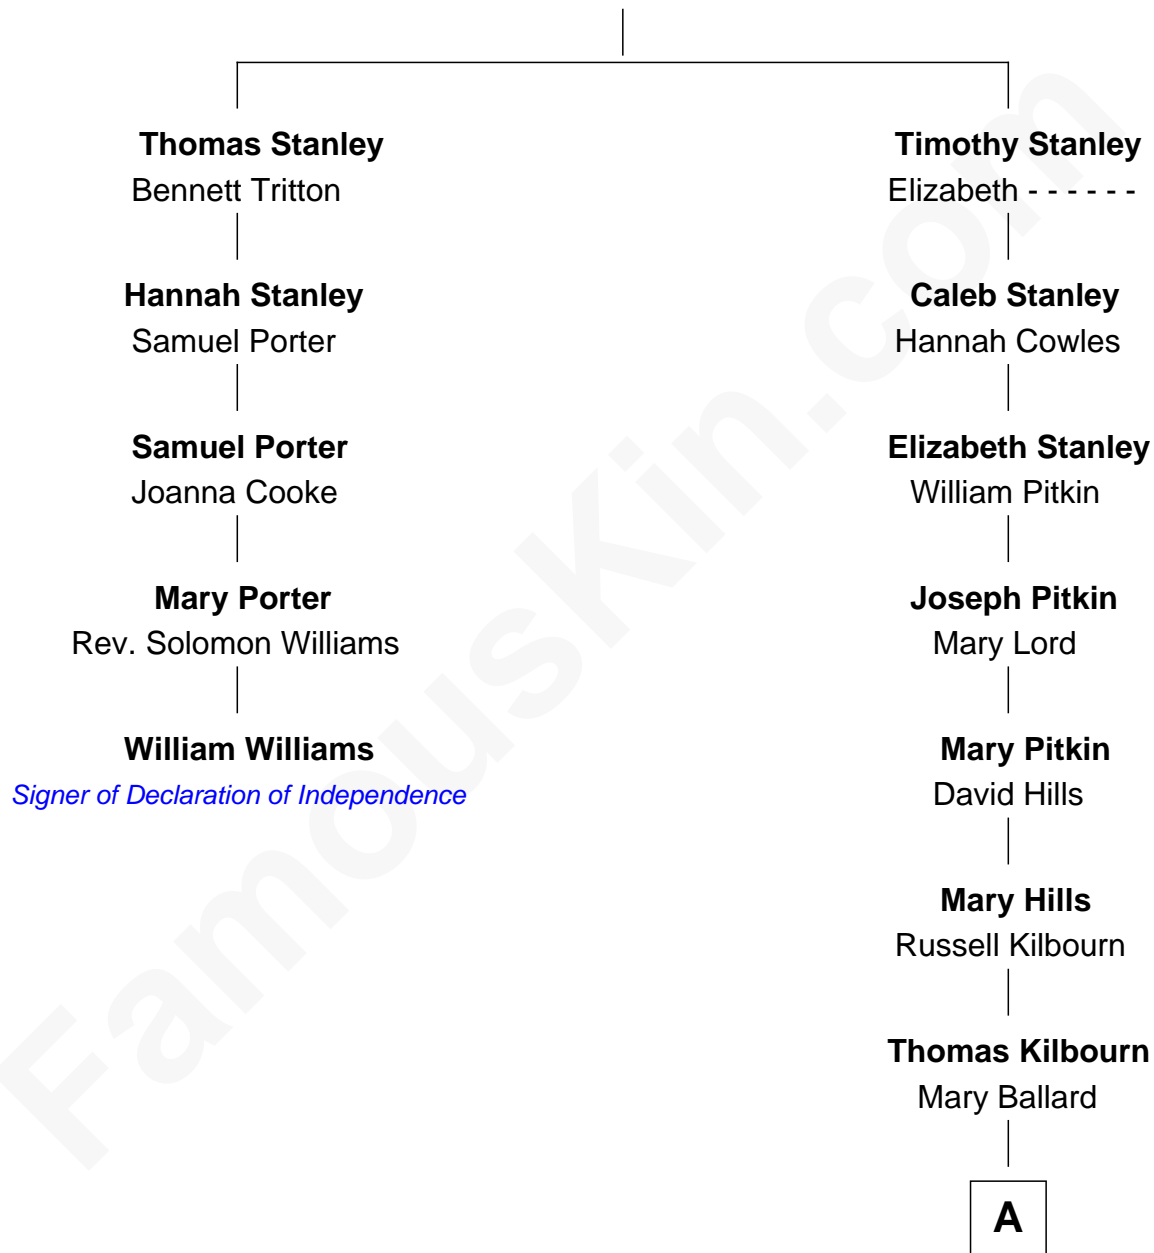 Thomas Stanley
Bennett Tritton
Hannah Stanley
Samuel Porter
Samuel Porter
Joanna Cooke
Mary Porter
Rev. Solomon Williams
William Williams
Signer of Declaration of Independence
Timothy Stanley
Elizabeth - - - - - -
Caleb Stanley
Hannah Cowles
Elizabeth Stanley
William Pitkin
Joseph Pitkin
Mary Lord
Mary Pitkin
David Hills
Mary Hills
Russell Kilbourn
Thomas Kilbourn
Mary Ballard
A
FamousKin.com